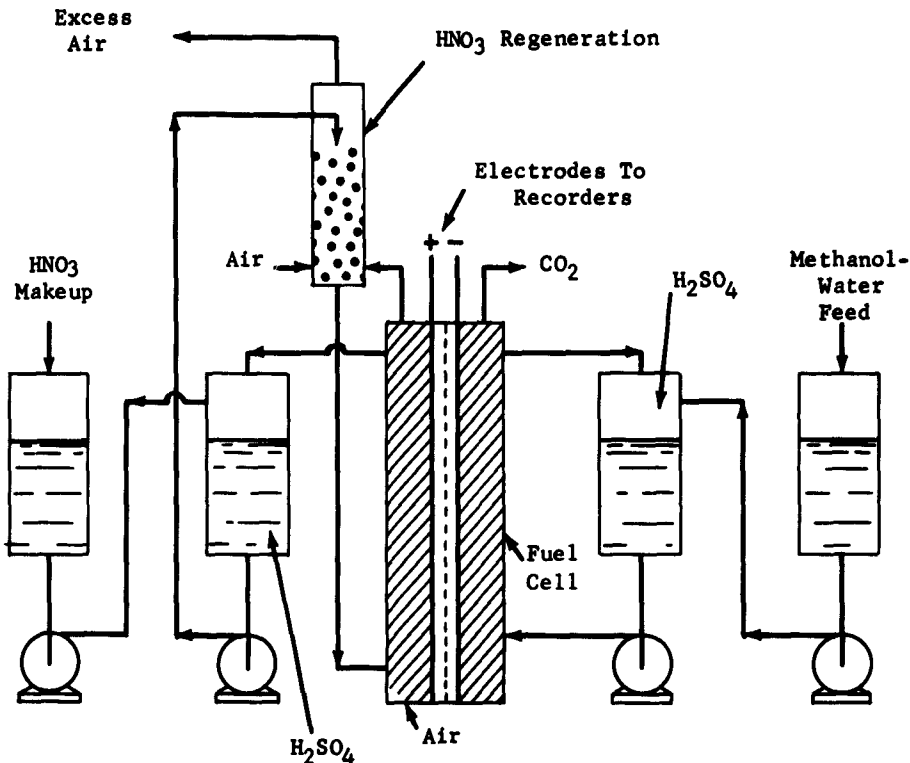 Excess
Air
HNO3 Regeneration
Electrodes To
Recorders
+ -
Air
CO2
HNO3
Makeup
H2SO4
Methanol-
Water
Feed
Fuel
Cell
Air
H2SO4